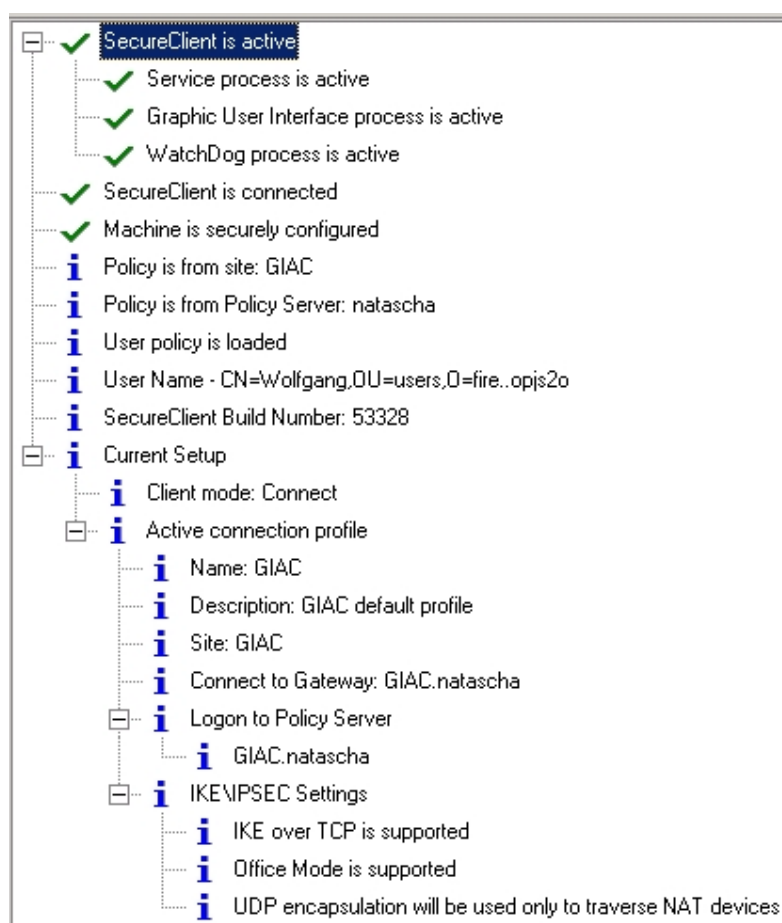 SecureClient is active
Service process is active
Graphic User Interface process is active
WatchDog process is active
SecureClient is connected
Machine is securely configured
Policy is from site: GIAC
Policy is from Policy Server: natascha
User policy is loaded
User Name - CN=Wolfgang,OU=users,O=fire..opjs2o
SecureClient Build Number: 53328
Current Setup
Client mode: Connect
Active connection profile
Name: GIAC
Description: GIAC default profile
Site: GIAC
Connect to Gateway: GIAC.natascha
Logon to Policy Server
GIAC.natascha
IKE\IPSEC Settings
IKE over TCP is supported
Office Mode is supported
UDP encapsulation will be used only to traverse NAT devices